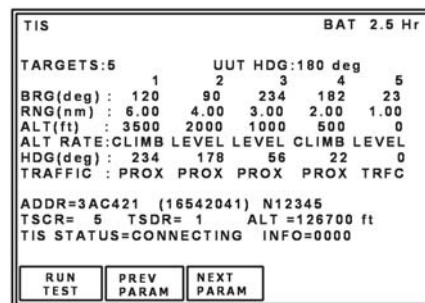 TIS BAT 2.5 Hr
TARGETS:5 UUT HDG:180 deg
1 2 3 4 5
BRG(deg) : 120 90 234 182 23
RNG(nm) : 6.00 4.00 3.00 2.00 1.00
ALT(ft) : 3500 2000 1000 500 0
ALT RATE:CLIMB LEVEL LEVEL CLIMB LEVEL
HDG(deg) : 234 178 56 22 0
TRAFFIC : PROX PROX PROX PROX TRFC
ADDR=3AC421 (16542041) N12345
TSCR= 5 TSDR= 1 ALT =126700 ft
TIS STATUS=CONNECTING INFO=0000
RUN TEST PREV PARAM NEXT PARAM